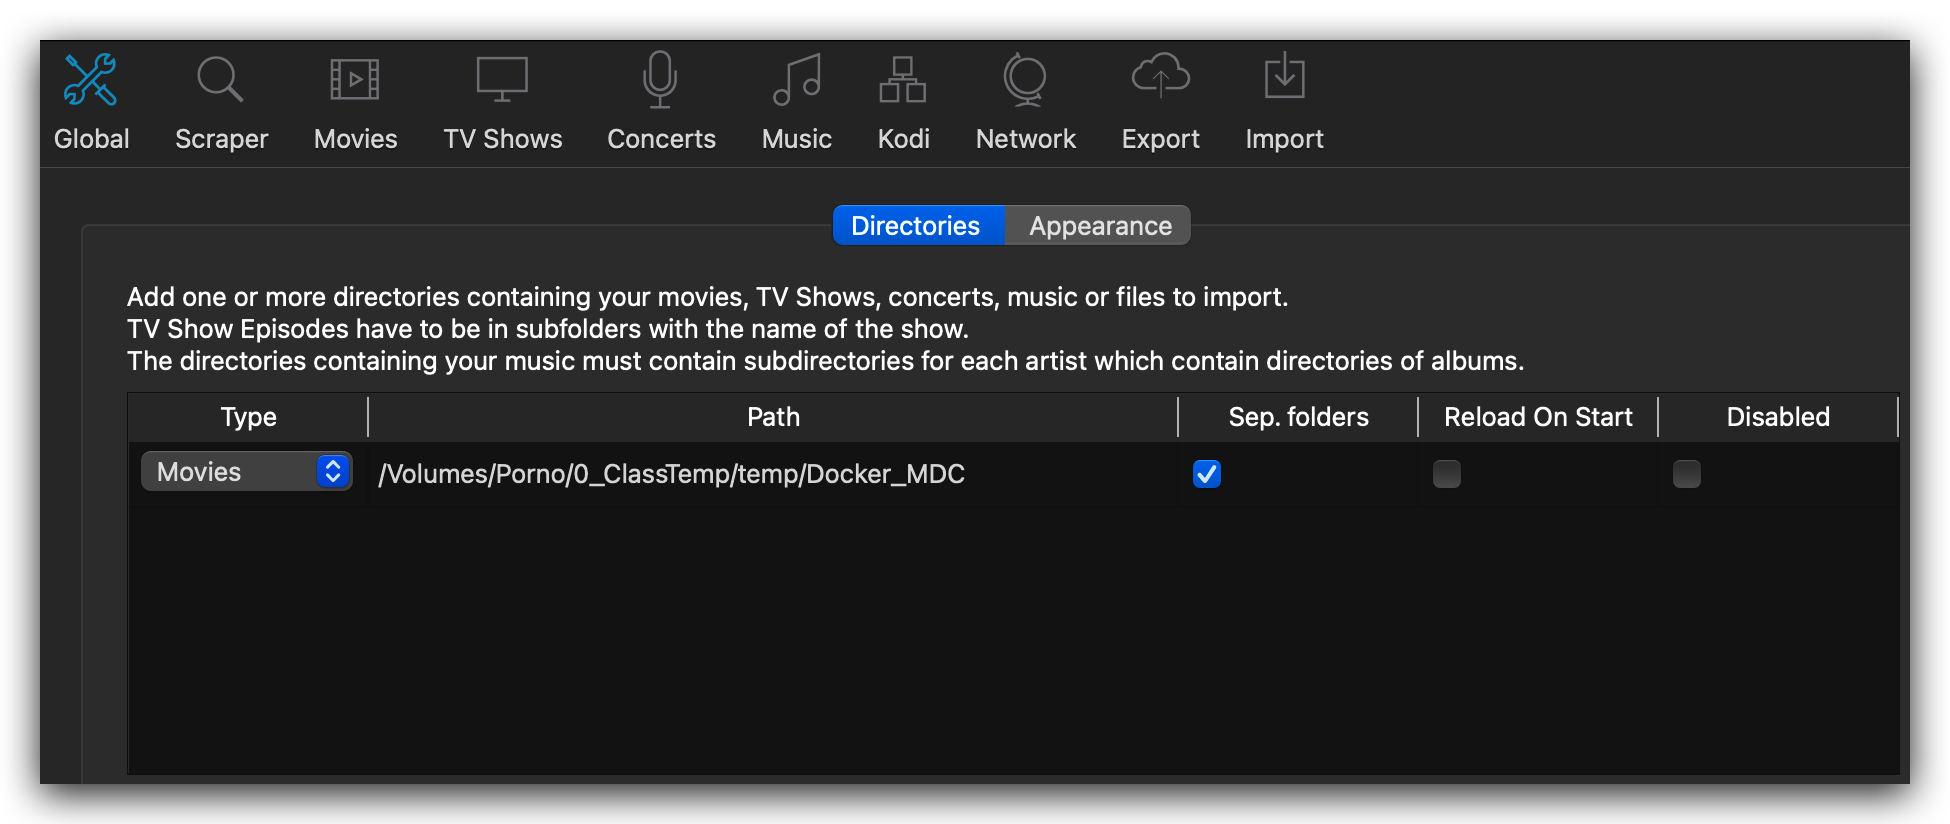 Global Scraper Movies TV Shows Concerts Music Kodi Network Export Import
Directories Appearance
Add one or more directories containing your movies, TV Shows, concerts, music or files to import.
TV Show Episodes have to be in subfolders with the name of the show.
The directories containing your music must contain subdirectories for each artist which contain directories of albums.
Type Path Sep. folders Reload On Start Disabled
Movies /Volumes/Porno/0_ClassTemp/temp/Docker_MDC